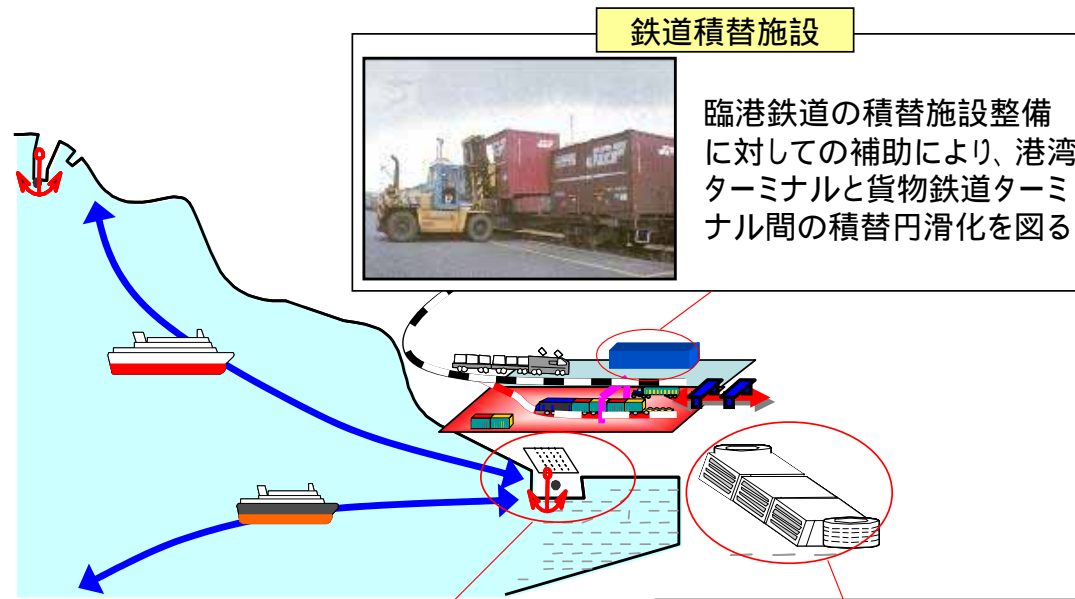 鉄道積替施設
臨港鉄道の積替施設整備
に対しての補助により、港湾
ターミナルと貨物鉄道ターミ
ナル間の積替円滑化を図る